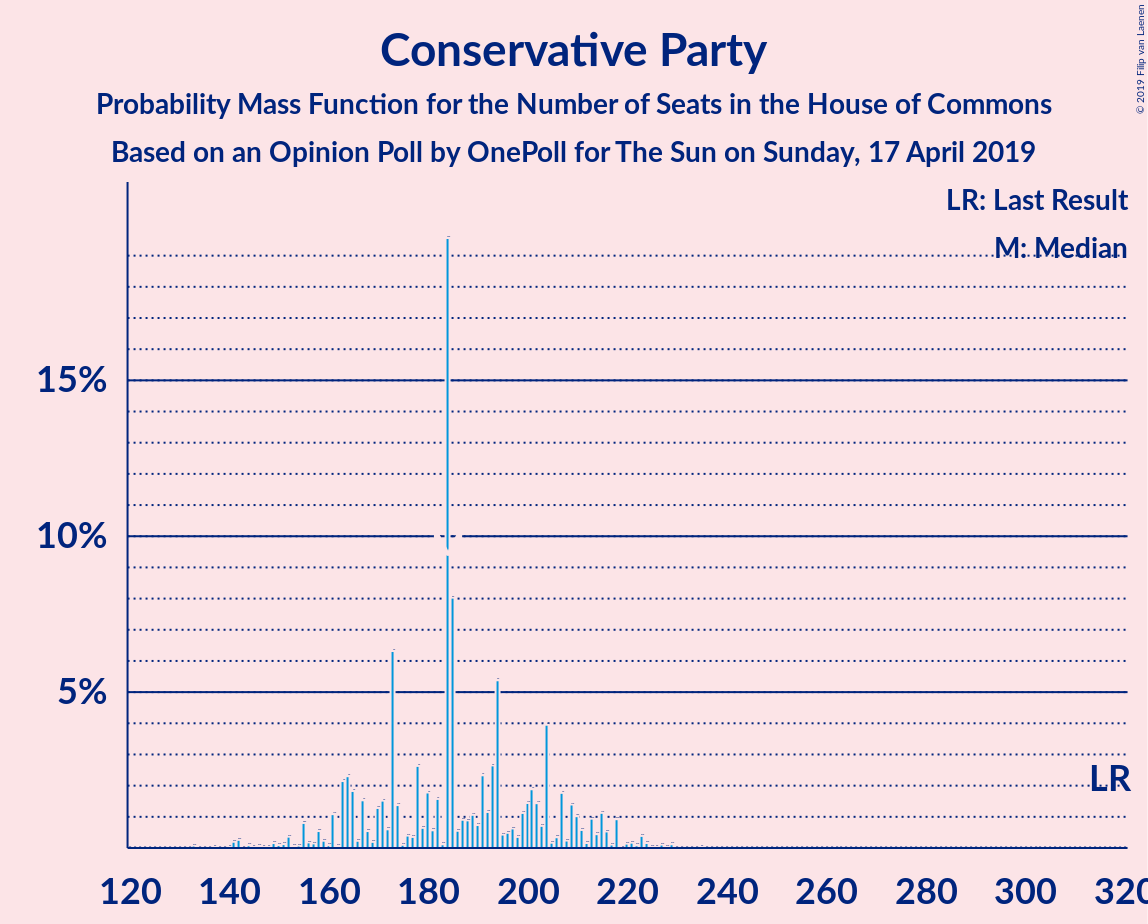 Conservative Party
Probability Mass Function for the Number of Seats in the House of Commons
Based on an Opinion Poll by OnePoll for The Sun on Sunday, 17 April 2019
© 2019 Filip van Laenen
LR: Last Result
M: Median
15%
10%
5%
LR
120 140 160 180 200 220 240 260 280 300 320